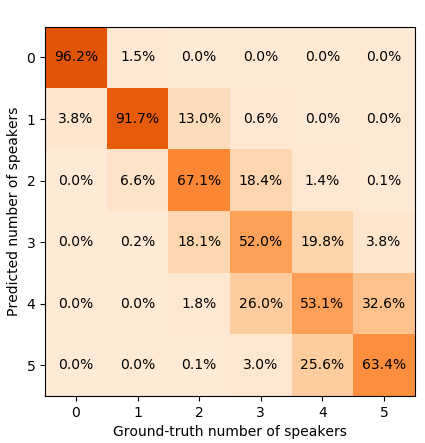 0 96.2% 1.5% 0.0% 0.0% 0.0% 0.0%
1 3.8% 91.7% 13.0% 0.6% 0.0% 0.0%
2 0.0% 6.6% 67.1% 18.4% 1.4% 0.1%
3 0.0% 0.2% 18.1% 52.0% 19.8% 3.8%
4 0.0% 0.0% 1.8% 26.0% 53.1% 32.6%
5 0.0% 0.0% 0.1% 3.0% 25.6% 63.4%
0 1 2 3 4 5
Predicted number of speakers
Ground-truth number of speakers